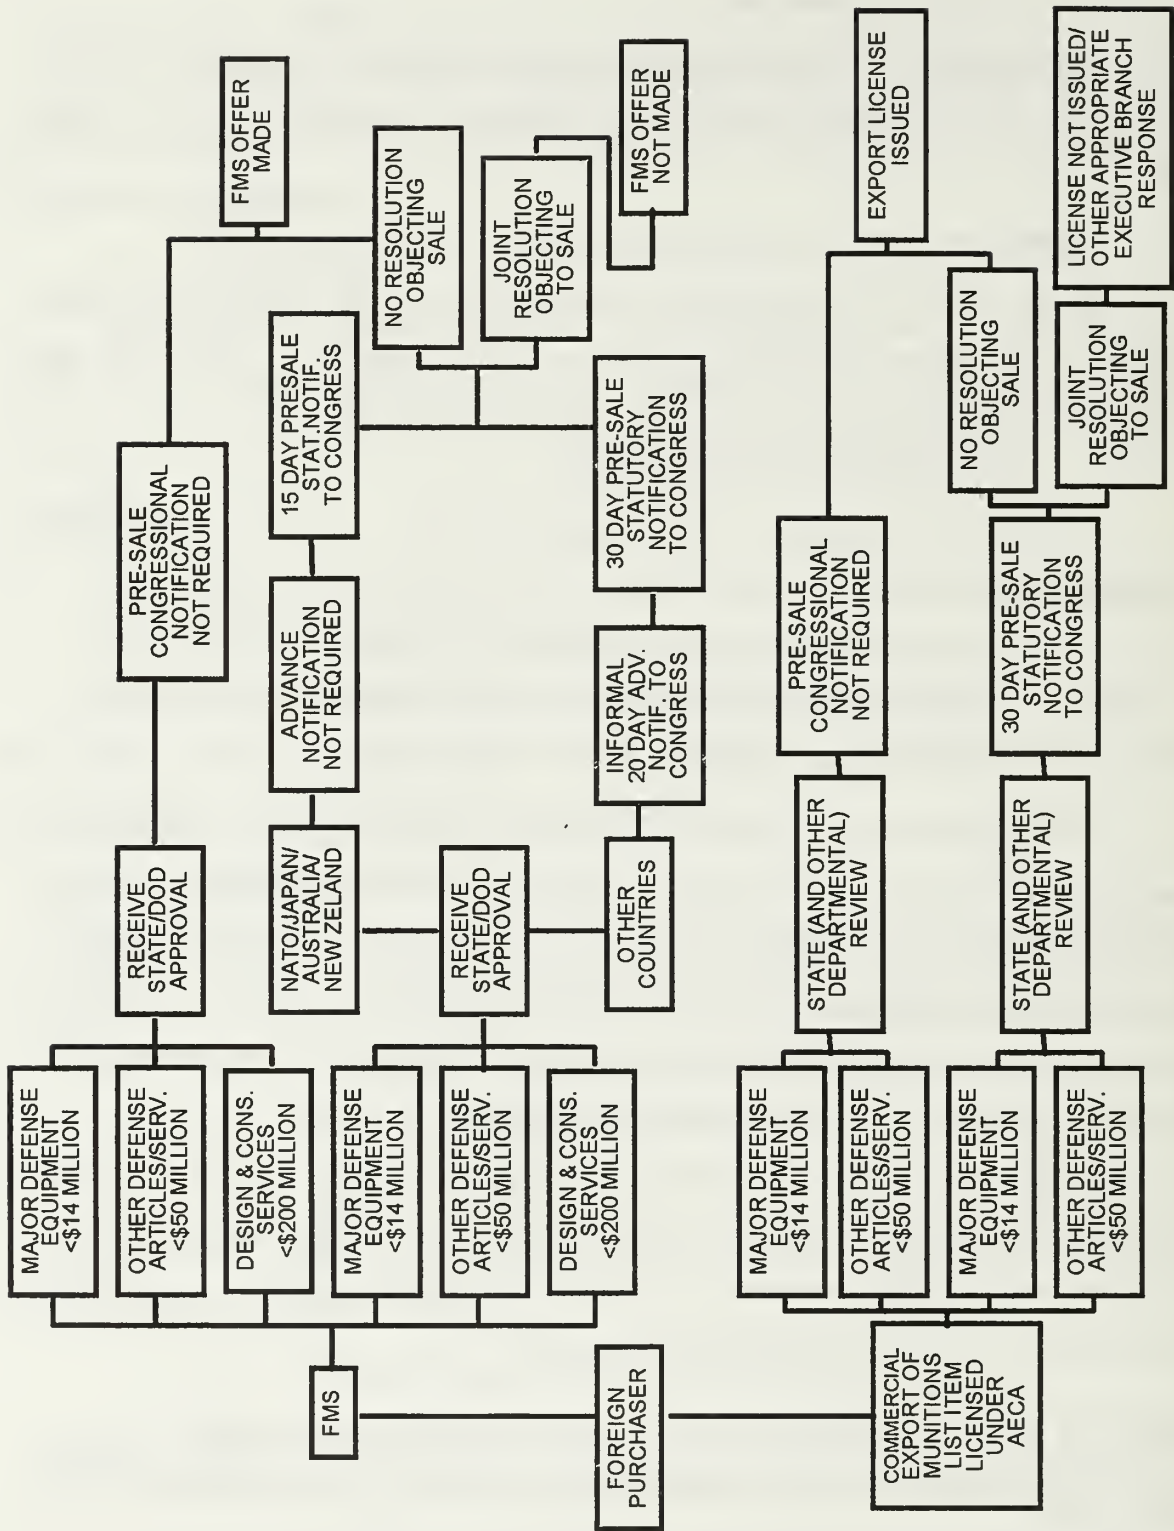 FOREIGN
PURCHASER
FMS
MAJOR DEFENSE
EQUIPMENT
<$14 MILLION
OTHER DEFENSE
ARTICLES/SERV.
<$50 MILLION
DESIGN & CONS.
SERVICES
<$200 MILLION
RECEIVE
STATE/DOD
APPROVAL
PRE-SALE
CONGRESSIONAL
NOTIFICATION
NOT REQUIRED
FMS OFFER
MADE
MAJOR DEFENSE
EQUIPMENT
<$14 MILLION
OTHER DEFENSE
ARTICLES/SERV.
<$50 MILLION
DESIGN & CONS.
SERVICES
<$200 MILLION
RECEIVE
STATE/DOD
APPROVAL
NATO/JAPAN/
AUSTRALIA/
NEW ZELAND
ADVANCE
NOTIFICATION
NOT REQUIRED
15 DAY PRESALE
STAT.NOTIF.
TO CONGRESS
OTHER
COUNTRIES
INFORMAL
20 DAY ADV.
NOTIF. TO
CONGRESS
30 DAY PRE-SALE
STATUTORY
NOTIFICATION
TO CONGRESS
NO RESOLUTION
OBJECTING
SALE
JOINT
RESOLUTION
OBJECTING
TO SALE
FMS OFFER
NOT MADE
COMMERCIAL
EXPORT OF
MUNITIONS
LIST ITEM
LICENSED
UNDER
AECA
MAJOR DEFENSE
EQUIPMENT
<$14 MILLION
OTHER DEFENSE
ARTICLES/SERV.
<$50 MILLION
STATE (AND OTHER
DEPARTMENTAL)
REVIEW
PRE-SALE
CONGRESSIONAL
NOTIFICATION
NOT REQUIRED
EXPORT LICENSE
ISSUED
MAJOR DEFENSE
EQUIPMENT
<$14 MILLION
OTHER DEFENSE
ARTICLES/SERV.
<$50 MILLION
STATE (AND OTHER
DEPARTMENTAL)
REVIEW
30 DAY PRE-SALE
STATUTORY
NOTIFICATION
TO CONGRESS
NO RESOLUTION
OBJECTING
SALE
JOINT
RESOLUTION
OBJECTING
TO SALE
LICENSE NOT ISSUED/
OTHER APPROPRIATE
EXECUTIVE BRANCH
RESPONSE